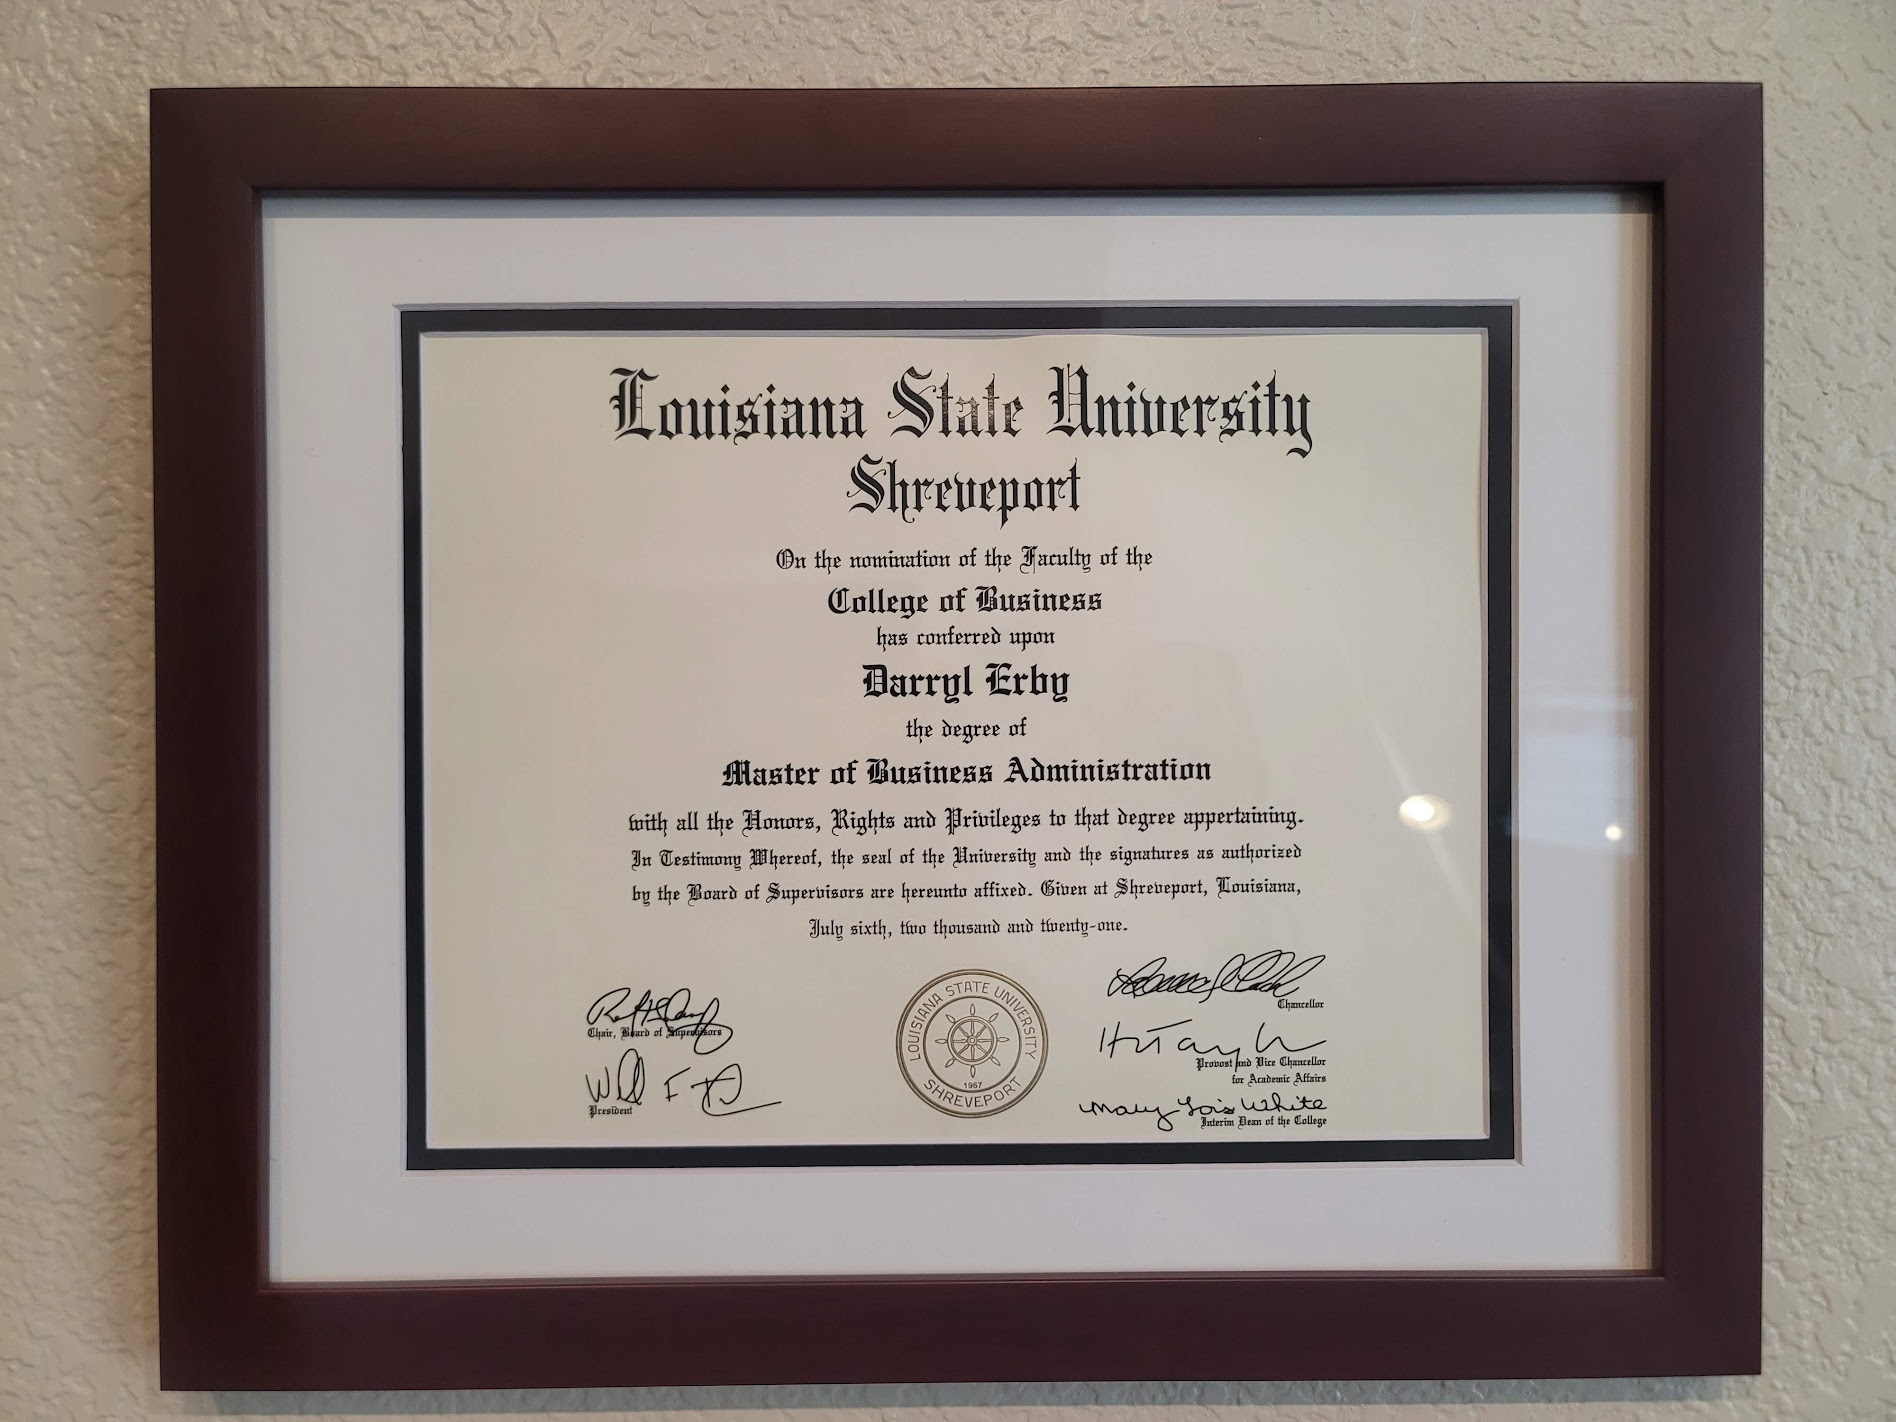 Louisiana State University
Shreveport
On the nomination of the Faculty of the
College of Business
has conferred upon
Darryl Erby
the degree of
Master of Business Administration
with all the Honors, Rights and Privileges to that degree appertaining.
In Testimony Whereof, the seal of the University and the signatures as authorized
by the Board of Supervisors are hereunto affixed. Given at Shreveport, Louisiana,
July sixth, two thousand and twenty-one.
Chair, Board of Supervisors
President
LOUISIANA STATE UNIVERSITY
1967
SHREVEPORT
Chancellor
Provost and Vice Chancellor
for Academic Affairs
Mary Lois White
Interim Dean of the College